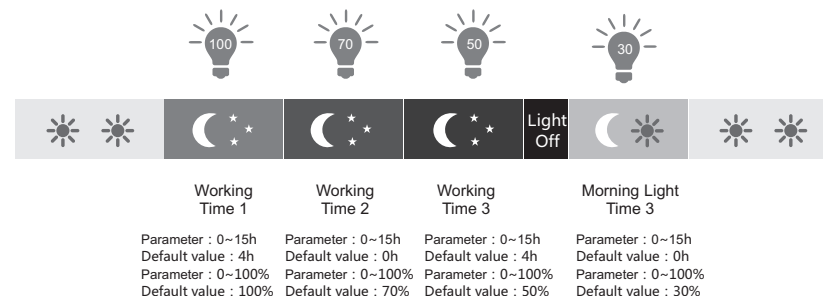 100
70
50
30
Light
Off
Working
Time 1
Working
Time 2
Working
Time 3
Morning Light
Time 3
Parameter : 0~15h
Default value : 4h
Parameter : 0~100%
Default value : 100%
Parameter : 0~15h
Default value : 0h
Parameter : 0~100%
Default value : 70%
Parameter : 0~15h
Default value : 4h
Parameter : 0~100%
Default value : 50%
Parameter : 0~15h
Default value : 0h
Parameter : 0~100%
Default value : 30%